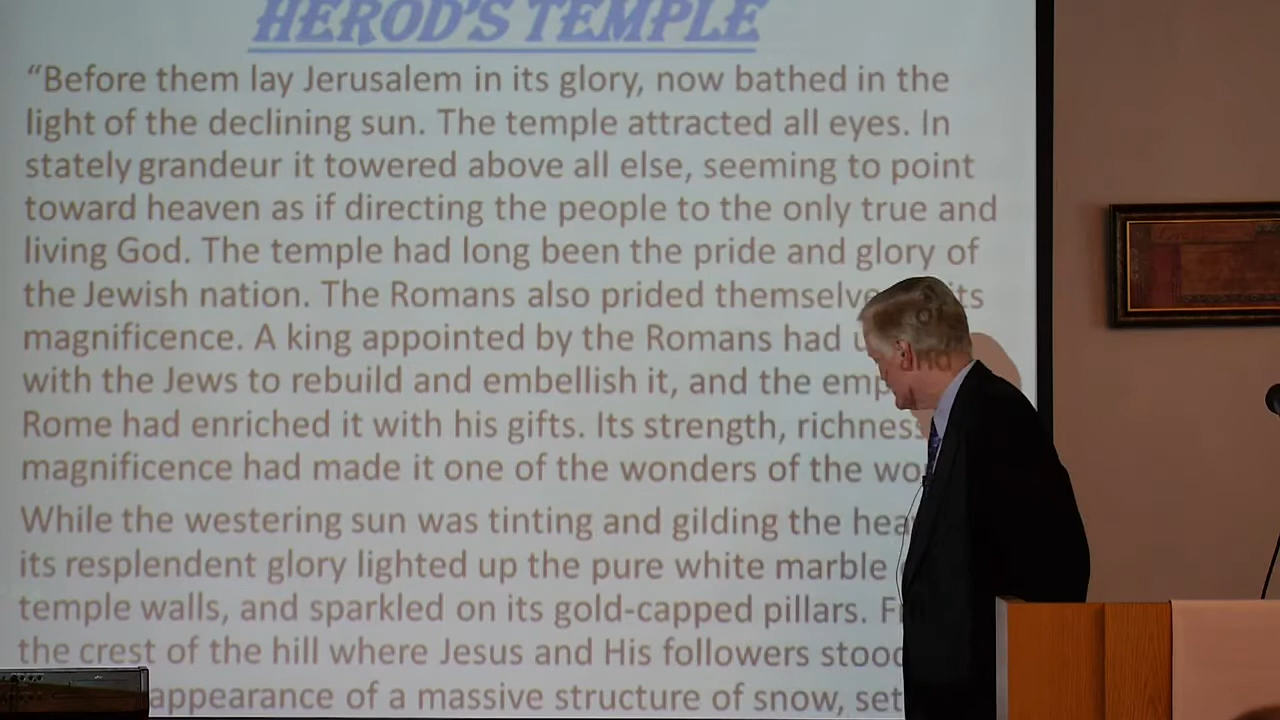 HEROD'S TEMPLE
“Before them lay Jerusalem in its glory, now bathed in the
light of the declining sun. The temple attracted all eyes. In
stately grandeur it towered above all else, seeming to point
toward heaven as if directing the people to the only true and
living God. The temple had long been the pride and glory of
the Jewish nation. The Romans also prided themselve its
magnificence. A king appointed by the Romans had
with the Jews to rebuild and embellish it, and the emp
Rome had enriched it with his gifts. Its strength, richness
magnificence had made it one of the wonders of the wo
While the westering sun was tinting and gilding the hea
its resplendent glory lighted up the pure white marble
temple walls, and sparkled on its gold-capped pillars. F
the crest of the hill where Jesus and His followers stood
appearance of a massive structure of snow, set